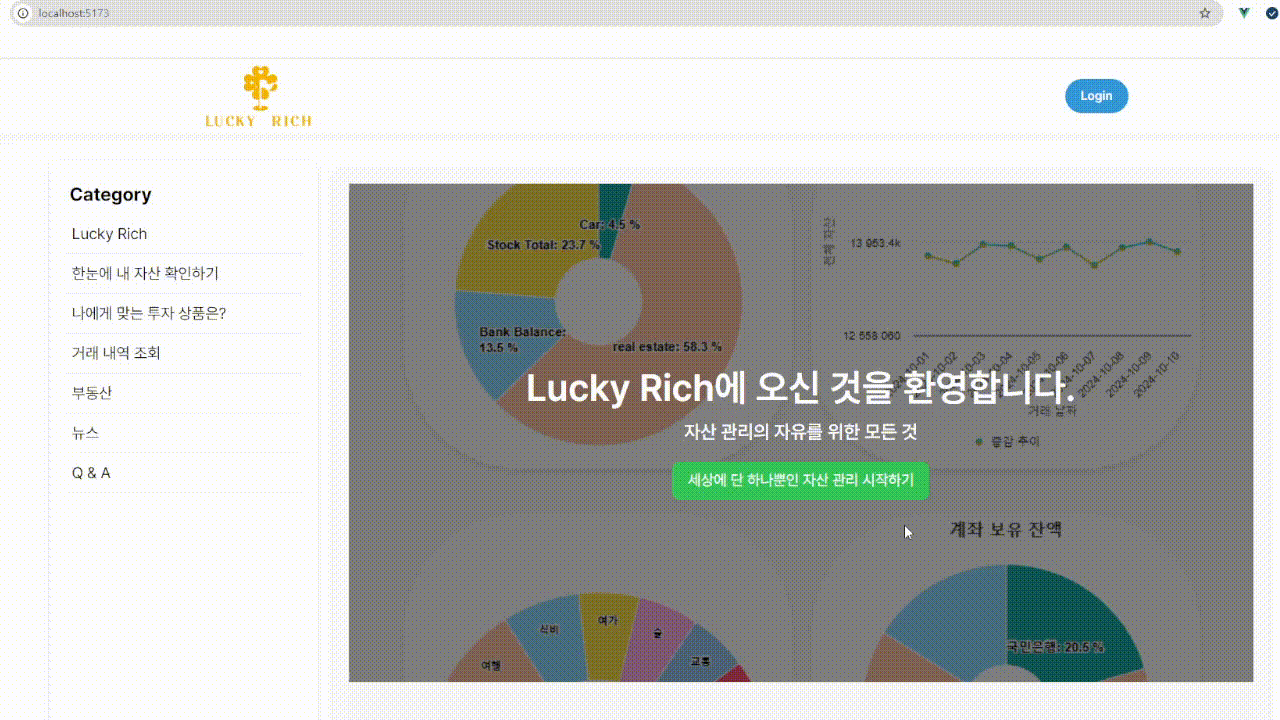 localhost:5173
LUCKY RICH
Login
Category
Lucky Rich
한눈에 내 자산 확인하기
나에게 맞는 투자 상품은?
거래 내역 조회
부동산
뉴스
Q & A
Car: 4.5 %
Stock Total: 23.7 %
Bank Balance:
13.5 %
real estate: 58.3 %
전체 자산
13 953.4k
12 558 060
2024-10-01
2024-10-02
2024-10-03
2024-10-04
2024-10-05
2024-10-06
2024-10-07
2024-10-08
2024-10-09
2024-10-10
거래 날짜
증감 추이
Lucky Rich에 오신 것을 환영합니다.
자산 관리의 자유를 위한 모든 것
세상에 단 하나뿐인 자산 관리 시작하기
여행
식비
여가
술
교통
계좌 보유 잔액
국민은행: 20.5 %